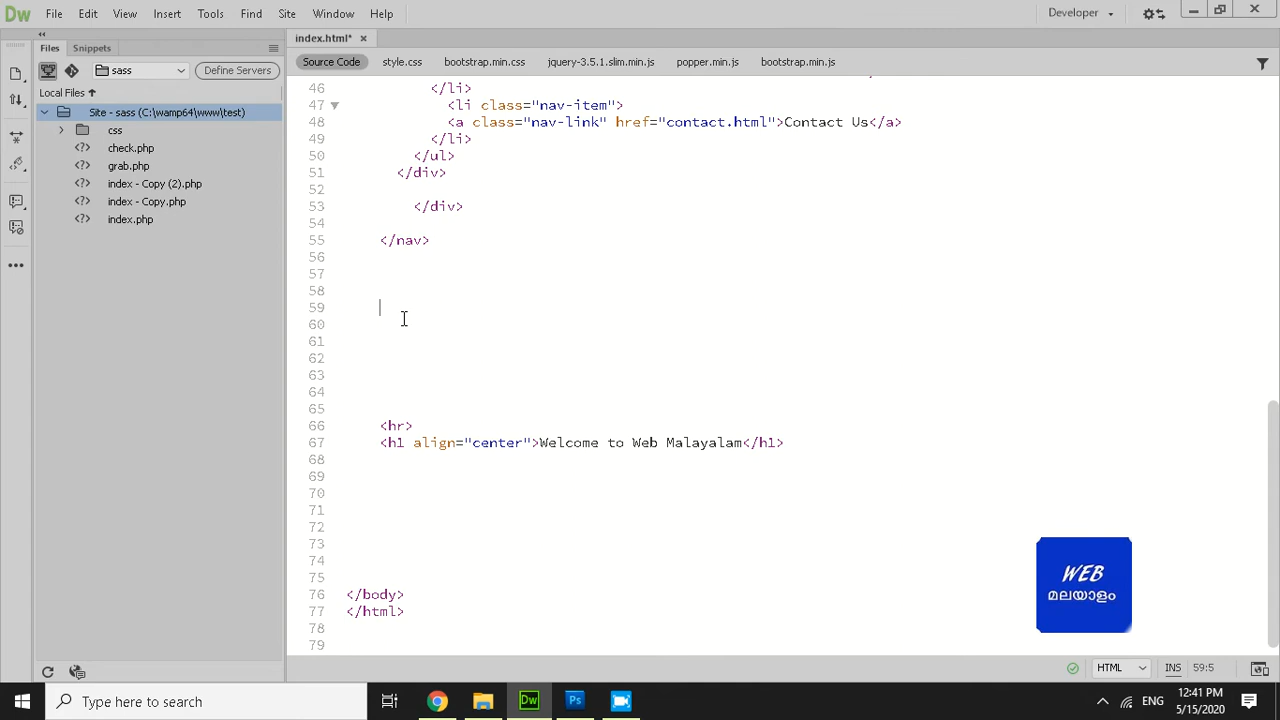 Dw File Edit View Insert Tools Find Site Window Help Developer
Files Snippets
sass Define Servers
Local Files
Site - sass (C:\wamp64\www\test)
css
check.php
grab.php
index - Copy (2).php
index - Copy.php
index.php
index.html*
Source Code style.css bootstrap.min.css jquery-3.5.1.slim.min.js popper.min.js bootstrap.min.js
46 </li>
47 <li class="nav-item">
48 <a class="nav-link" href="contact.html">Contact Us</a>
49 </li>
50 </ul>
51 </div>
52
53 </div>
54
55 </nav>
56
57
58
59
60
61
62
63
64
65
66 <hr>
67 <h1 align="center">Welcome to Web Malayalam</h1>
68
69
70
71
72
73
74
75
76 </body>
77 </html>
78
79
WEB
മലയാളം
HTML INS 59:5
Type here to search
Dw Ps
ENG
12:41 PM
5/15/2020